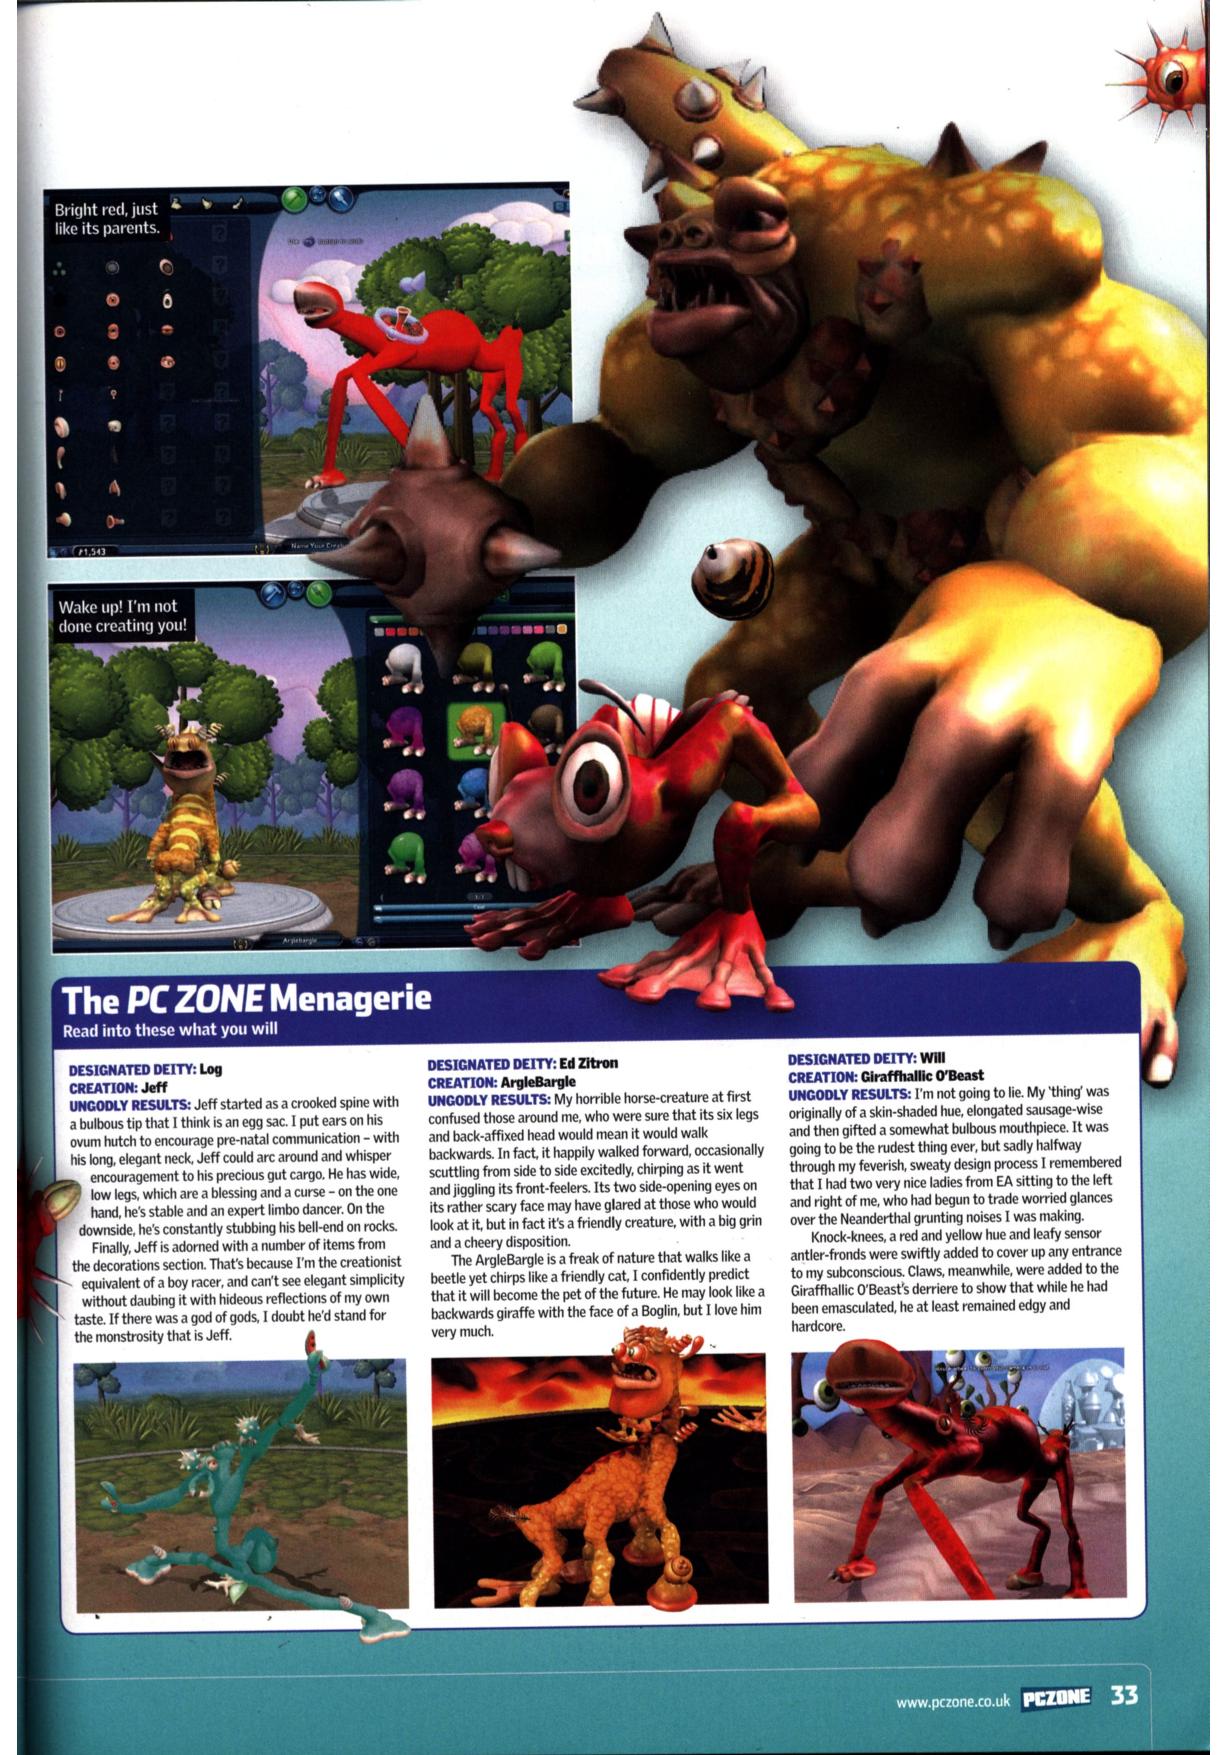 Bright red, just
like its parents.
1,543
Wake up! I'm not
done creating you!
Arglebargle
The PC ZONE Menagerie
Read into these what you will
DESIGNATED DEITY: Log
CREATION: Jeff
UNGODLY RESULTS: Jeff started as a crooked spine with
a bulbous tip that I think is an egg sac. I put ears on his
ovum hutch to encourage pre-natal communication – with
his long, elegant neck, Jeff could arc around and whisper
encouragement to his precious gut cargo. He has wide,
low legs, which are a blessing and a curse – on the one
hand, he's stable and an expert limbo dancer. On the
downside, he's constantly stubbing his bell-end on rocks.
Finally, Jeff is adorned with a number of items from
the decorations section. That's because I'm the creationist
equivalent of a boy racer, and can't see elegant simplicity
without daubing it with hideous reflections of my own
taste. If there was a god of gods, I doubt he'd stand for
the monstrosity that is Jeff.
DESIGNATED DEITY: Ed Zitron
CREATION: ArgleBargle
UNGODLY RESULTS: My horrible horse-creature at first
confused those around me, who were sure that its six legs
and back-affixed head would mean it would walk
backwards. In fact, it happily walked forward, occasionally
scuttling from side to side excitedly, chirping as it went
and jiggling its front-feelers. Its two side-opening eyes on
its rather scary face may have glared at those who would
look at it, but in fact it's a friendly creature, with a big grin
and a cheery disposition.
The ArgleBargle is a freak of nature that walks like a
beetle yet chirps like a friendly cat, I confidently predict
that it will become the pet of the future. He may look like a
backwards giraffe with the face of a Boglin, but I love him
very much.
DESIGNATED DEITY: Will
CREATION: Giraffhallic O'Beast
UNGODLY RESULTS: I'm not going to lie. My 'thing' was
originally of a skin-shaded hue, elongated sausage-wise
and then gifted a somewhat bulbous mouthpiece. It was
going to be the rudest thing ever, but sadly halfway
through my feverish, sweaty design process I remembered
that I had two very nice ladies from EA sitting to the left
and right of me, who had begun to trade worried glances
over the Neanderthal grunting noises I was making.
Knock-knees, a red and yellow hue and leafy sensor
antler-fronds were swiftly added to cover up any entrance
to my subconscious. Claws, meanwhile, were added to the
Giraffhallic O'Beast's derriere to show that while he had
been emasculated, he at least remained edgy and
hardcore.
www.pczone.co.uk PCZONE 33